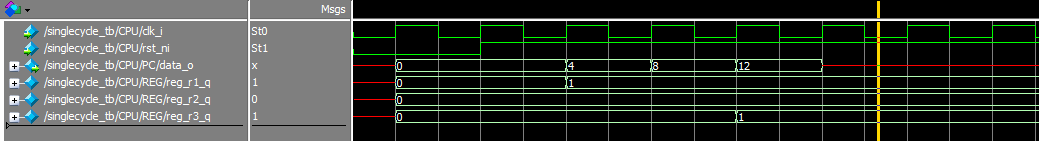 Msgs
/singlecycle_tb/CPU/clk_i St0
/singlecycle_tb/CPU/rst_ni St1
/singlecycle_tb/CPU/PC/data_o x 0 4 8 12
/singlecycle_tb/CPU/REG/reg_r1_q 1 0 1
/singlecycle_tb/CPU/REG/reg_r2_q 0 0
/singlecycle_tb/CPU/REG/reg_r3_q 1 0 1